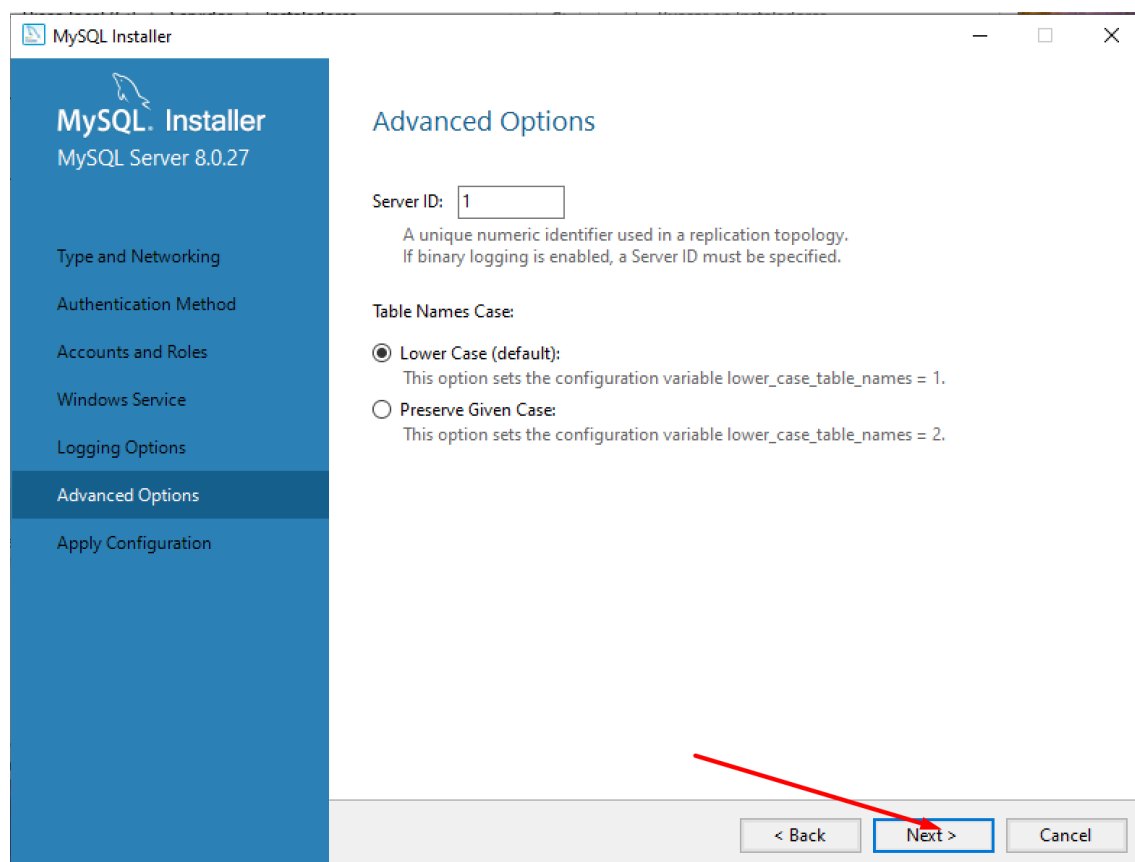 MySQL Installer
MySQL. Installer
MySQL Server 8.0.27
Type and Networking
Authentication Method
Accounts and Roles
Windows Service
Logging Options
Advanced Options
Apply Configuration
Advanced Options
Server ID: 1
A unique numeric identifier used in a replication topology.
If binary logging is enabled, a Server ID must be specified.
Table Names Case:
Lower Case (default):
This option sets the configuration variable lower_case_table_names = 1.
Preserve Given Case:
This option sets the configuration variable lower_case_table_names = 2.
< Back
Next >
Cancel